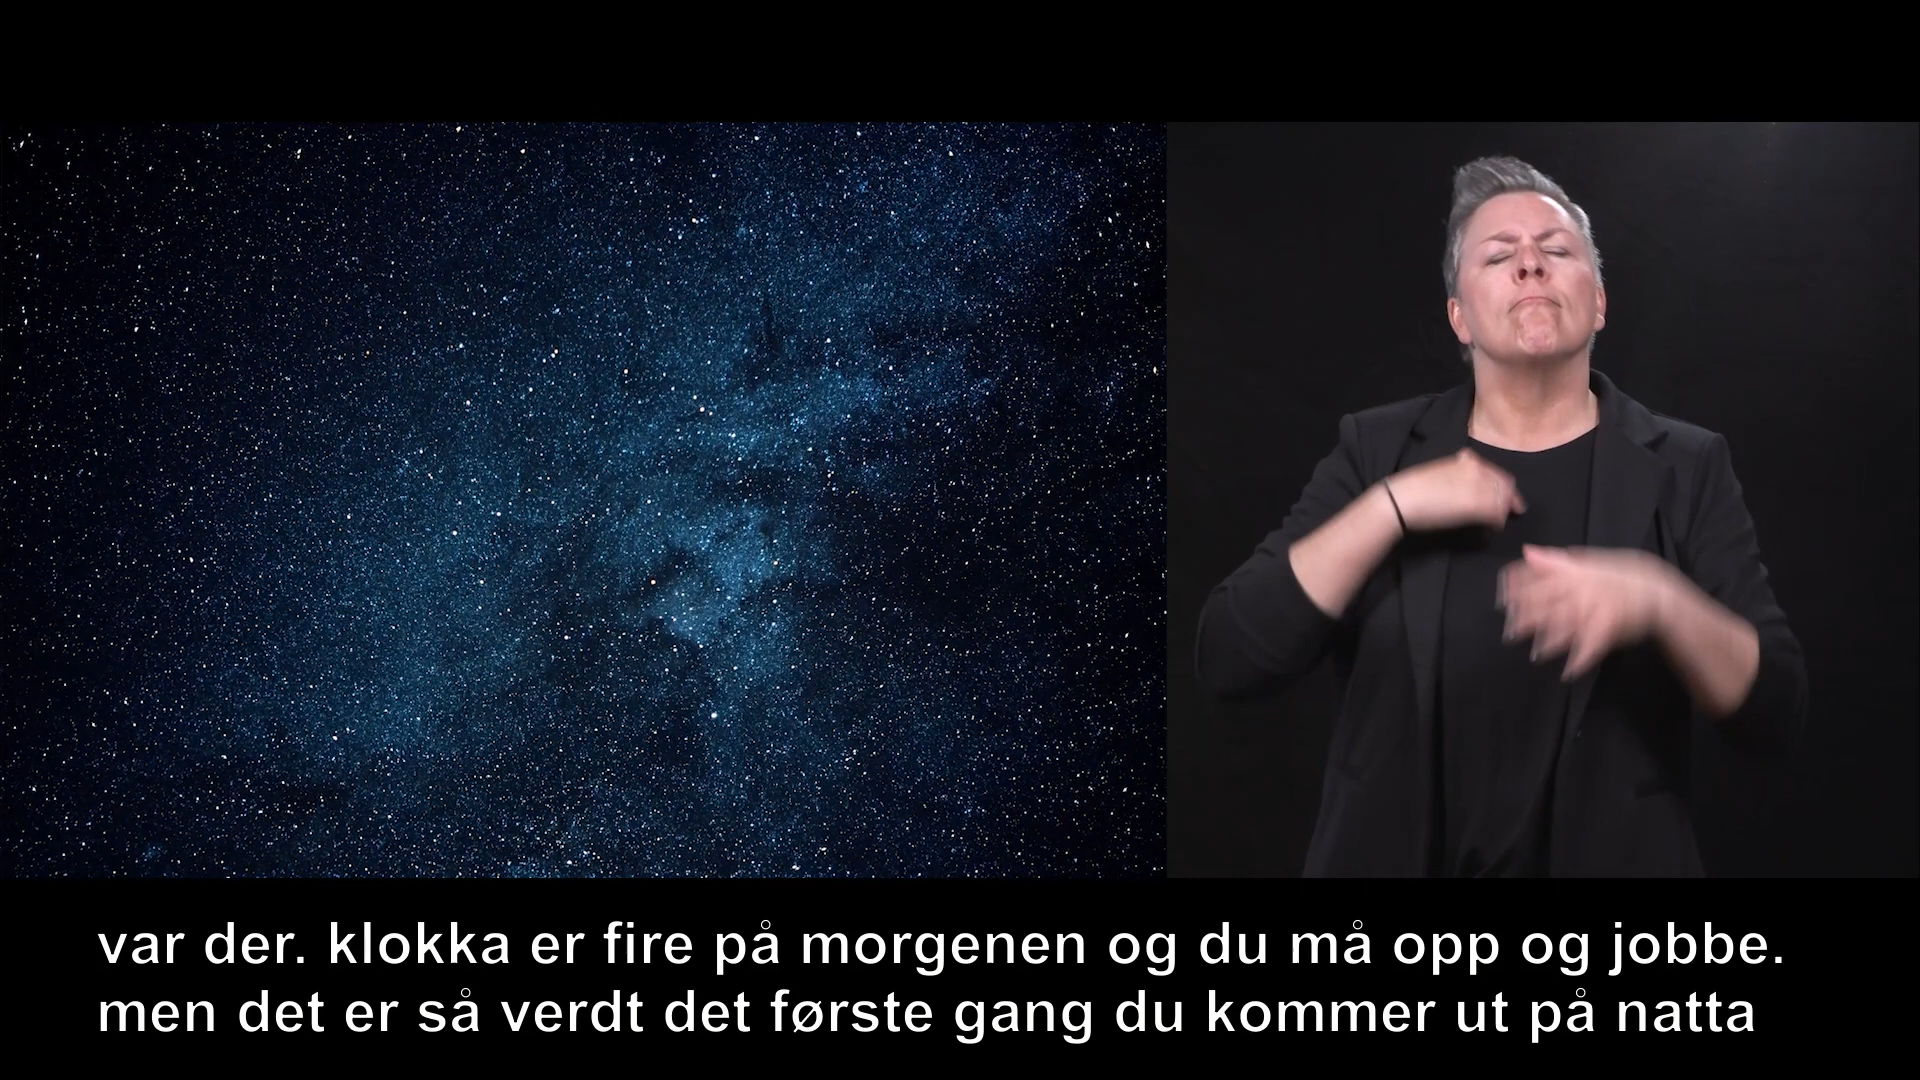 var der. klokka er fire på morgenen og du må opp og jobbe.
men det er så verdt det første gang du kommer ut på natta